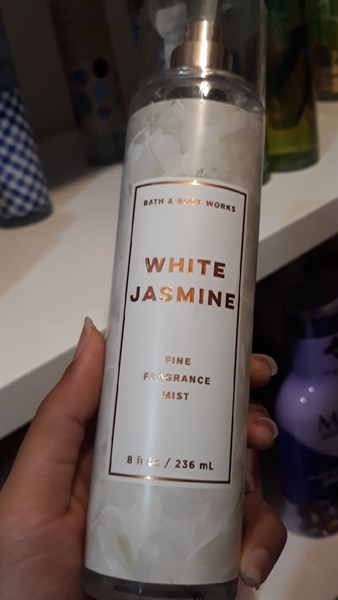 BATH & BODY WORKS
WHITE
JASMINE
FINE
FRAGRANCE
MIST
8 fl oz / 236 mL
M